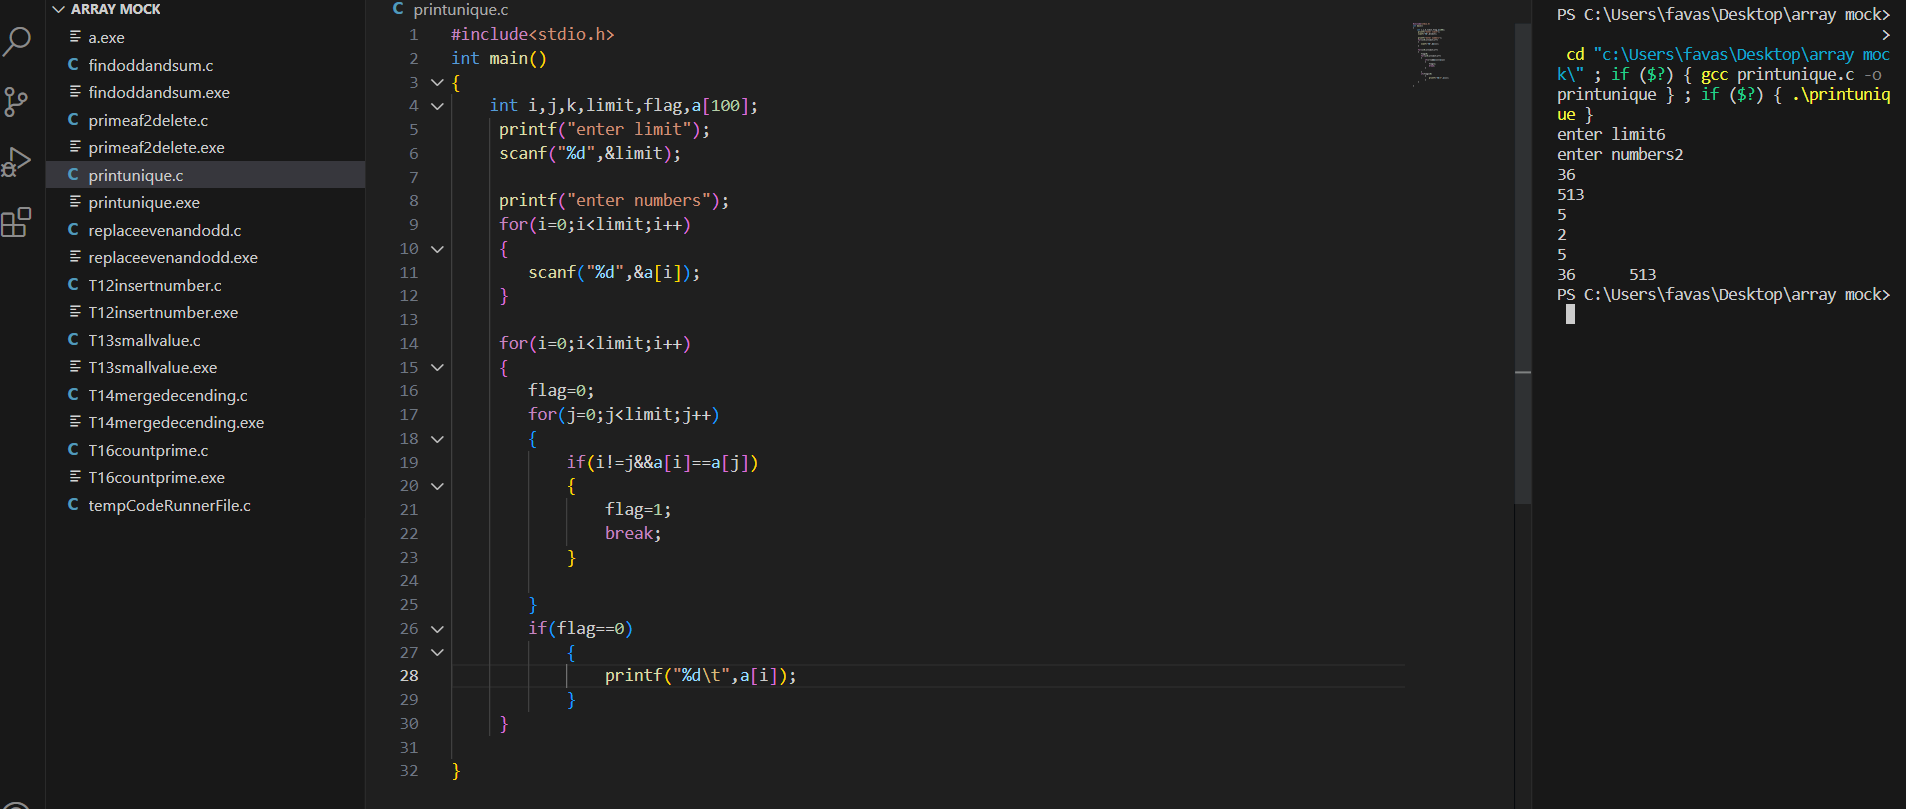 ARRAY MOCK
a.exe
findoddandsum.c
findoddandsum.exe
primeaf2delete.c
primeaf2delete.exe
printunique.c
printunique.exe
replaceevenandodd.c
replaceevenandodd.exe
T12insertnumber.c
T12insertnumber.exe
T13smallvalue.c
T13smallvalue.exe
T14mergedecending.c
T14mergedecending.exe
T16countprime.c
T16countprime.exe
tempCodeRunnerFile.c
C printunique.c
1 #include<stdio.h>
2 int main()
3 {
4 int i,j,k,limit,flag,a[100];
5 printf("enter limit");
6 scanf("%d",&limit);
7
8 printf("enter numbers");
9 for(i=0;i<limit;i++)
10 {
11 scanf("%d",&a[i]);
12 }
13
14 for(i=0;i<limit;i++)
15 {
16 flag=0;
17 for(j=0;j<limit;j++)
18 {
19 if(i!=j&&a[i]==a[j])
20 {
21 flag=1;
22 break;
23 }
24
25 }
26 if(flag==0)
27 {
28 printf("%d\t",a[i]);
29 }
30 }
31
32 }
PS C:\Users\favas\Desktop\array mock>
>
cd "c:\Users\favas\Desktop\array moc
k\" ; if ($?) { gcc printunique.c -o
printunique } ; if ($?) { .\printuniq
ue }
enter limit6
enter numbers2
36
513
5
2
5
36 513
PS C:\Users\favas\Desktop\array mock>